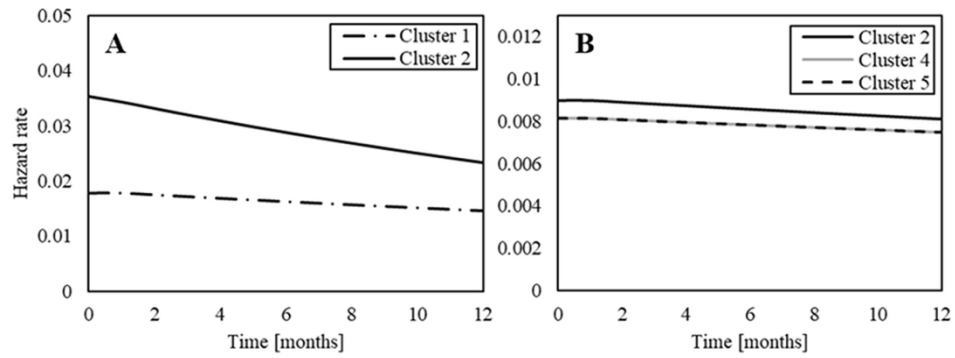 A
Cluster 1
Cluster 2
Hazard rate
0.05
0.04
0.03
0.02
0.01
0
0 2 4 6 8 10 12
Time [months]
B
Cluster 2
Cluster 4
Cluster 5
0.012
0.01
0.008
0.006
0.004
0.002
0
0 2 4 6 8 10 12
Time [months]